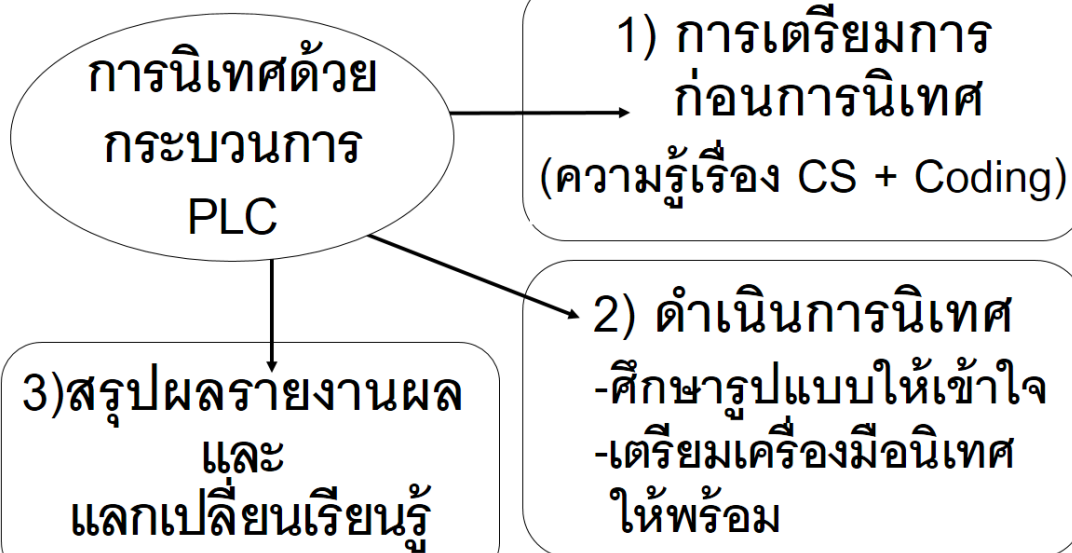 การนิเทศด้วย
กระบวนการ
PLC
1) การเตรียมการ
ก่อนการนิเทศ
(ความรู้เรื่อง CS + Coding)
2) ดำเนินการนิเทศ
-ศึกษารูปแบบให้เข้าใจ
-เตรียมเครื่องมือนิเทศ
ให้พร้อม
3)สรุปผลรายงานผล
และ
แลกเปลี่ยนเรียนรู้